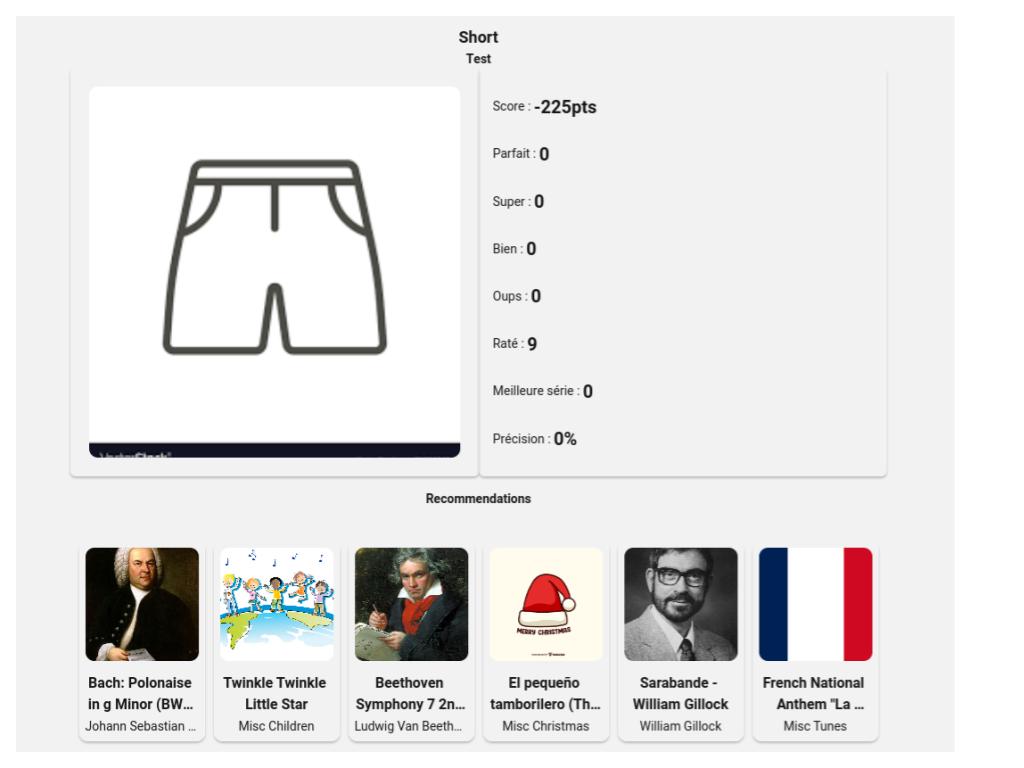 Short
Test
Score : -225pts
Parfait : 0
Super : 0
Bien : 0
Oups : 0
Raté : 9
Meilleure série : 0
Précision : 0%
Recommendations
Bach: Polonaise
in g Minor (BW...
Johann Sebastian ...
Twinkle Twinkle
Little Star
Misc Children
Beethoven
Symphony 7 2n...
Ludwig Van Beeth...
MERRY CHRISTMAS
El pequeño
tamborilero (Th...
Misc Christmas
Sarabande -
William Gillock
William Gillock
French National
Anthem "La ...
Misc Tunes